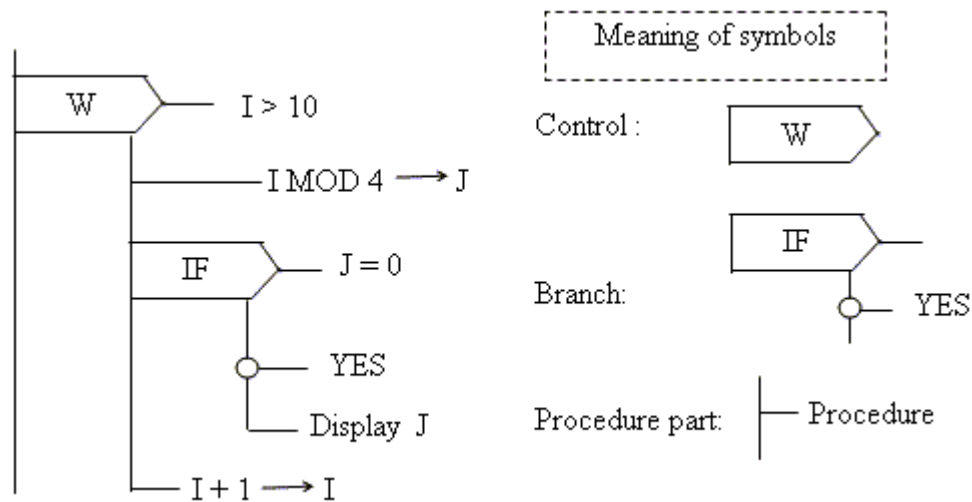 W
I > 10
I MOD 4 → J
IF
J = 0
YES
Display J
I + 1 → I
Meaning of symbols
Control :
W
IF
Branch:
YES
Procedure part:
Procedure